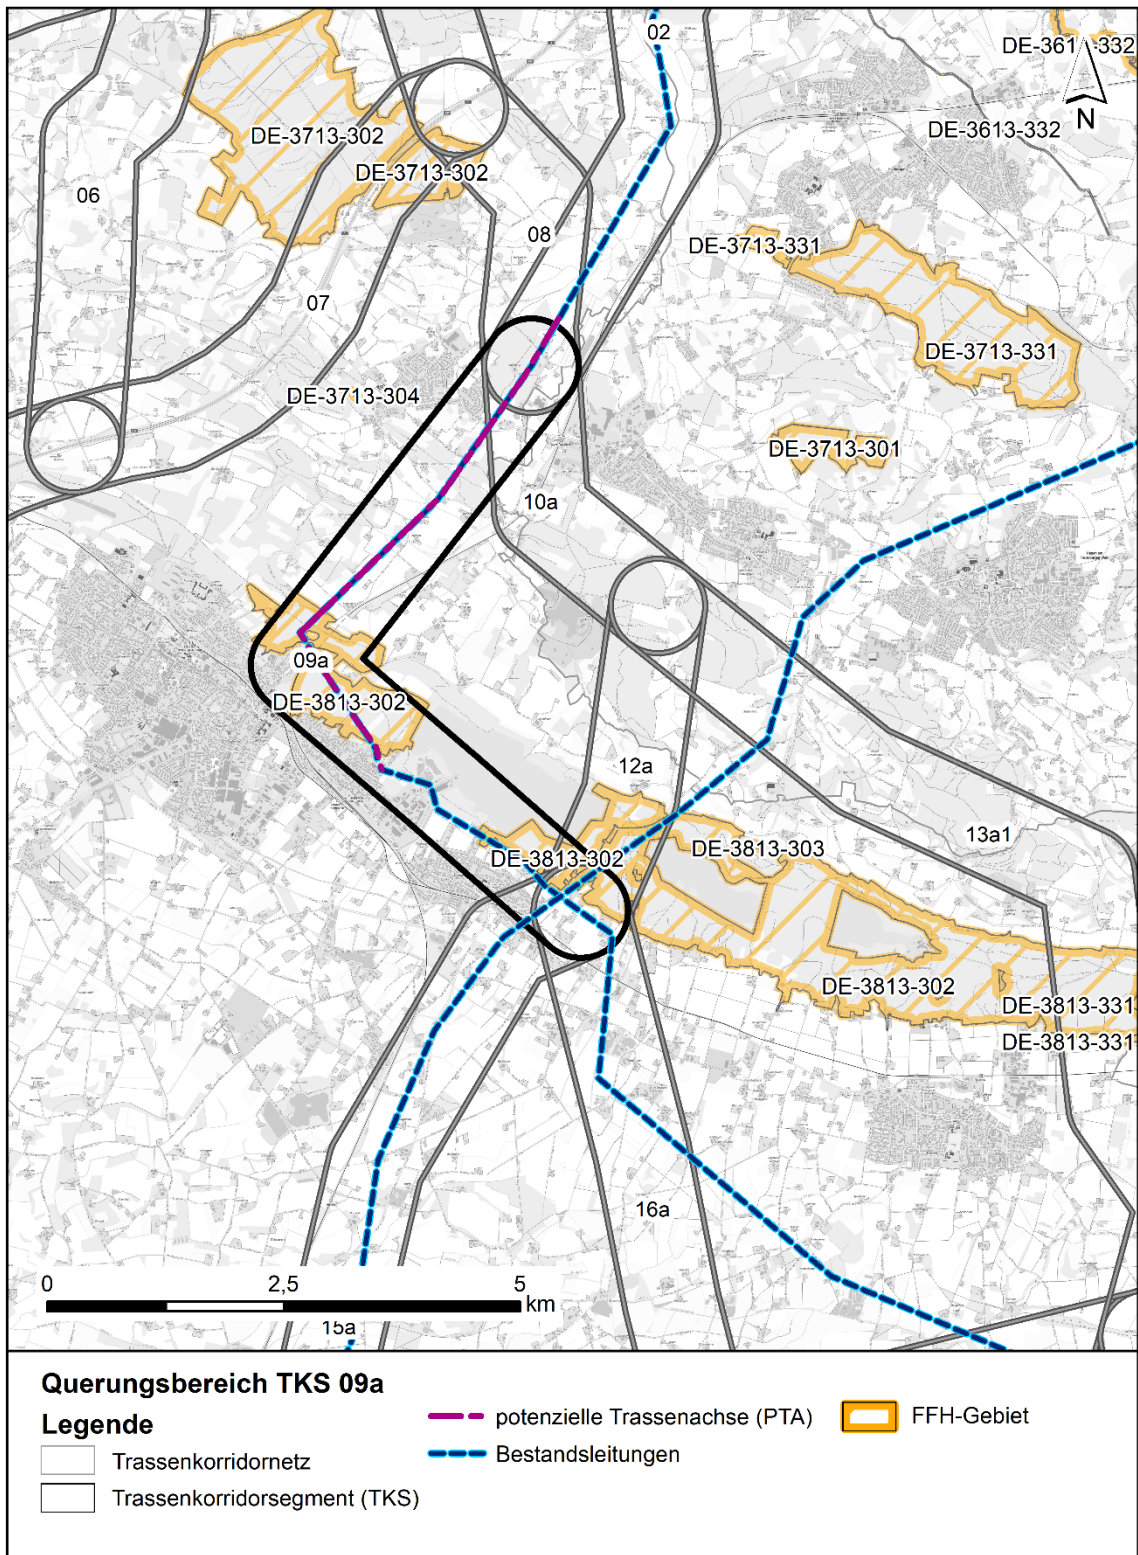 02
DE-361 -332
N
DE-3613-332
DE-3713-302
DE-3713-302
06
08
DE-3713-331
07
DE-3713-331
DE-3713-304
DE-3713-301
10a
09a
DE-3813-302
12a
13a1
DE-3813-303
DE-3813-302
DE-3813-302
DE-3813-331
DE-3813-331
16a
0
2,5
5
km
15a
Querungsbereich TKS 09a
Legende
Trassenkorridornetz
Trassenkorridorsegment (TKS)
potenzielle Trassenachse (PTA)
Bestandsleitungen
FFH-Gebiet